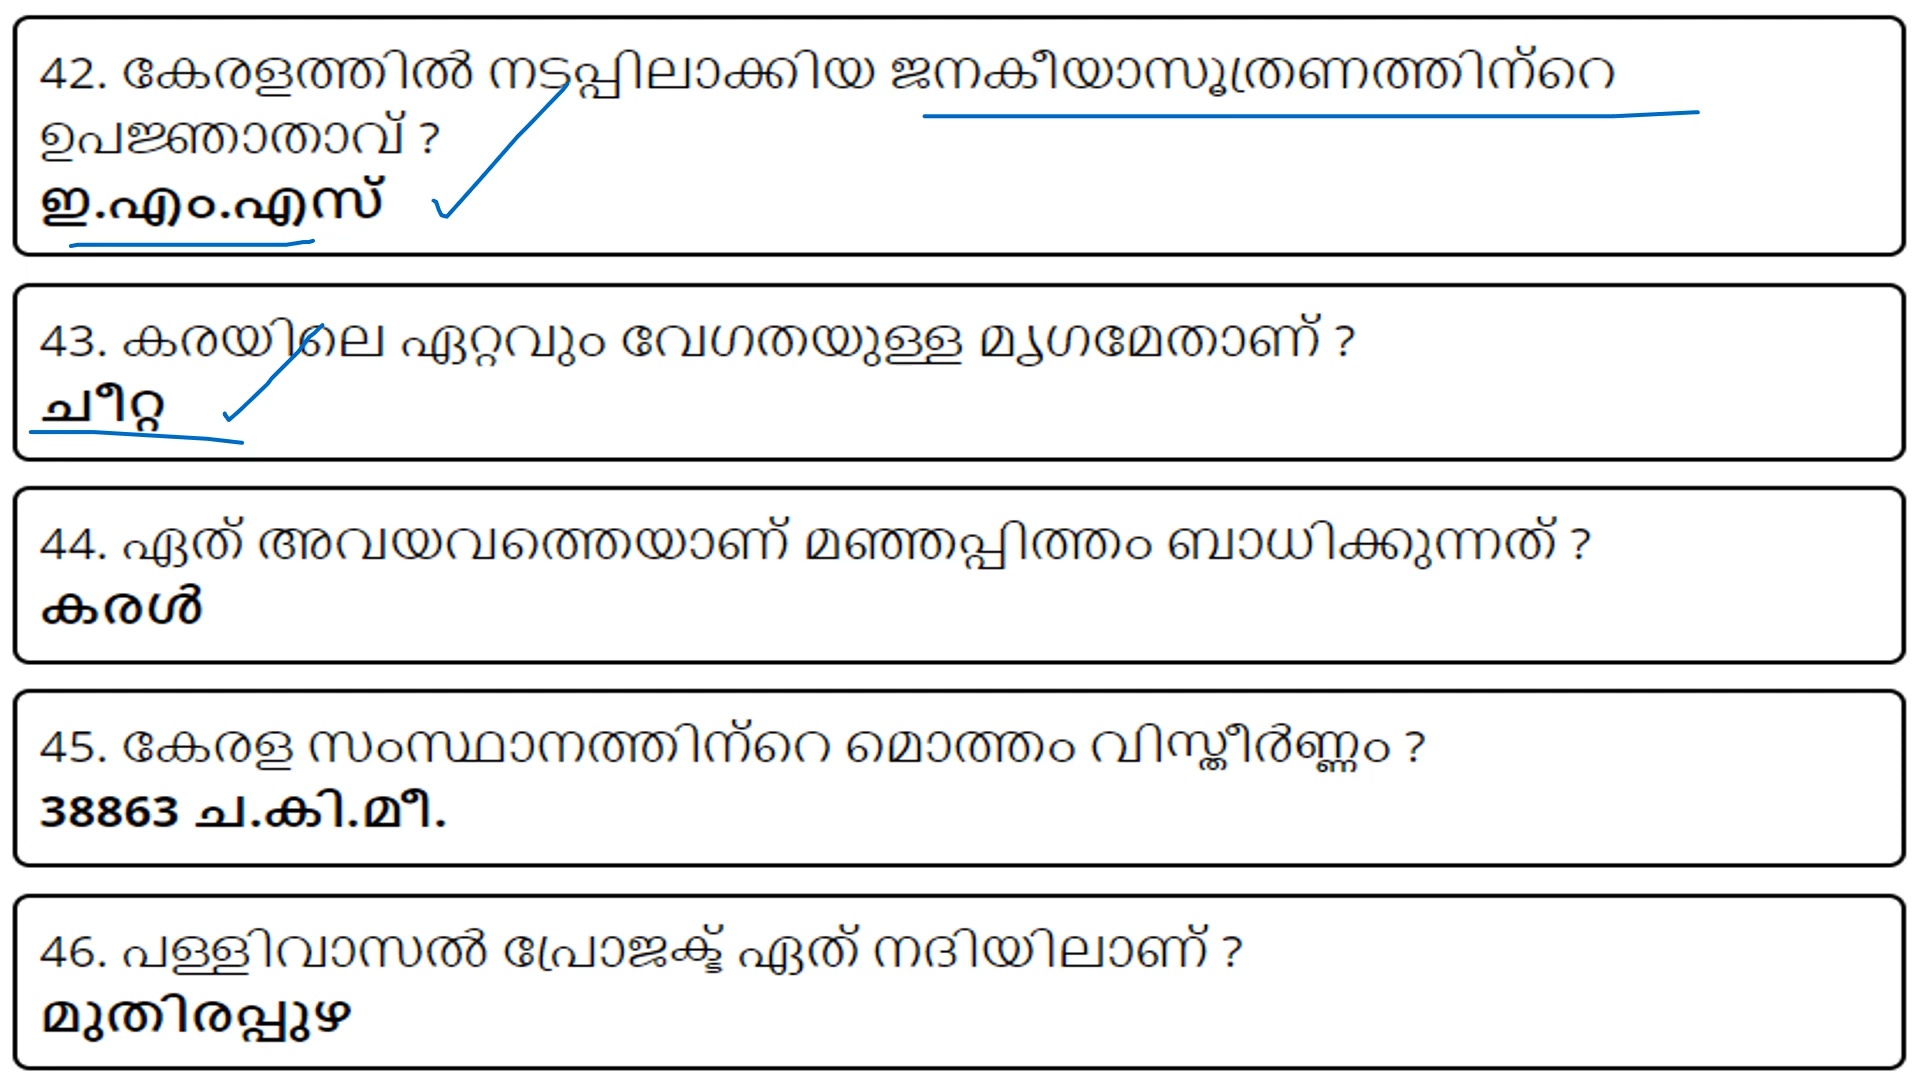 42. കേരളത്തിൽ നടപ്പിലാക്കിയ ജനകീയാസൂത്രണത്തിന്റെ
ഉപജ്ഞാതാവ് ?
ഇ.എം.എസ്
43. കരയിലെ ഏറ്റവും വേഗതയുള്ള മൃഗമേതാണ് ?
ചീറ്റ
44. ഏത് അവയവത്തെയാണ് മഞ്ഞപ്പിത്തം ബാധിക്കുന്നത് ?
കരൾ
45. കേരള സംസ്ഥാനത്തിന്റെ മൊത്തം വിസ്തീർണ്ണം ?
38863 ച.കി.മീ.
46. പള്ളിവാസൽ പ്രോജക്ട് ഏത് നദിയിലാണ് ?
മുതിരപ്പുഴ